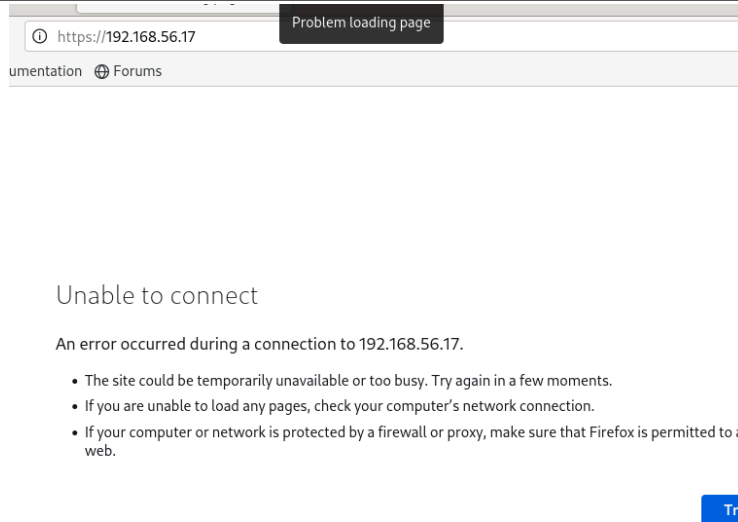 Problem loading page
https://192.168.56.17
umentation Forums
Unable to connect
An error occurred during a connection to 192.168.56.17.
• The site could be temporarily unavailable or too busy. Try again in a few moments.
• If you are unable to load any pages, check your computer’s network connection.
• If your computer or network is protected by a firewall or proxy, make sure that Firefox is permitted to a
web.
Tr